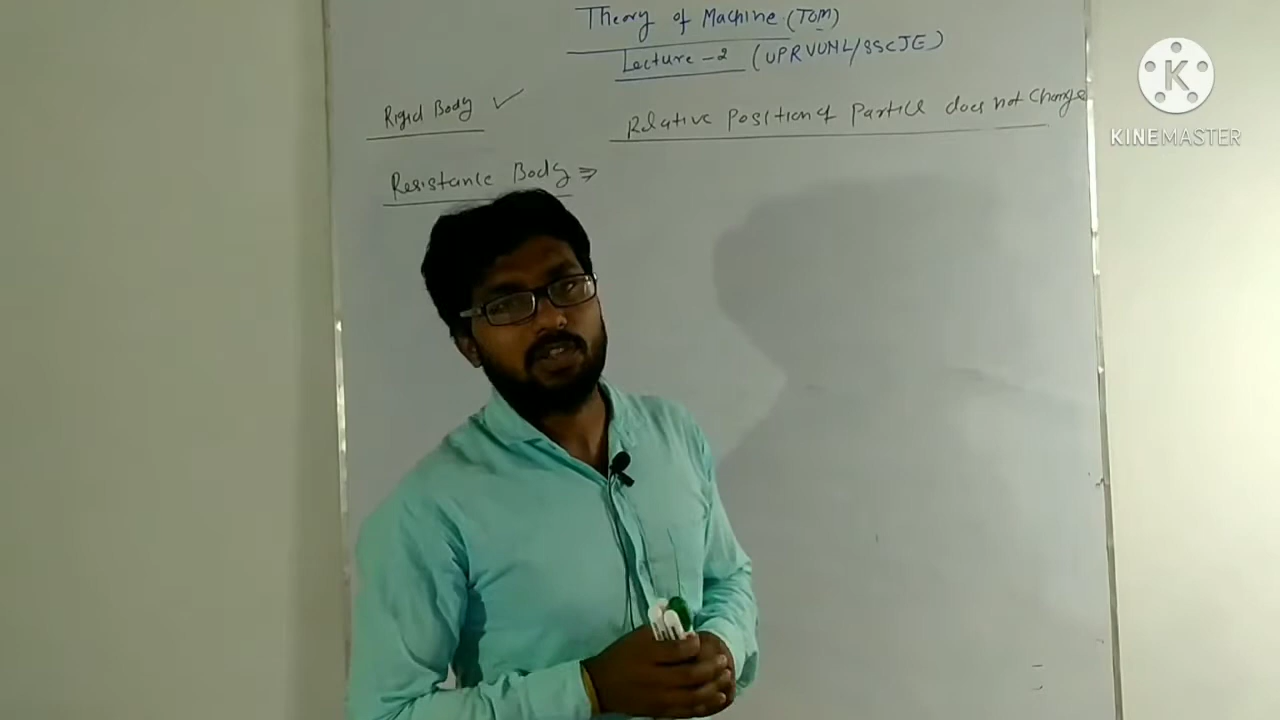 Theory of Machine (TOM)
Lecture-2 (UPRVUNL/SSCJE)
Rigid Body ✓
Relative Position of Particle does not Change
Resistance Body ⇒
K
KINEMASTER